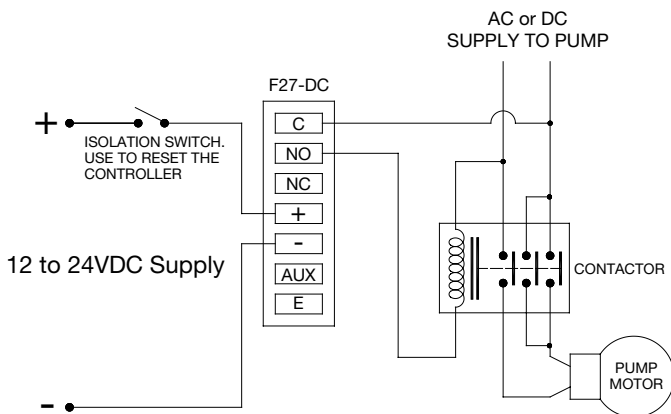 AC or DC
SUPPLY TO PUMP
F27-DC
+
ISOLATION SWITCH.
USE TO RESET THE
CONTROLLER
C
NO
NC
+
-
AUX
E
12 to 24VDC Supply
CONTACTOR
PUMP
MOTOR
-